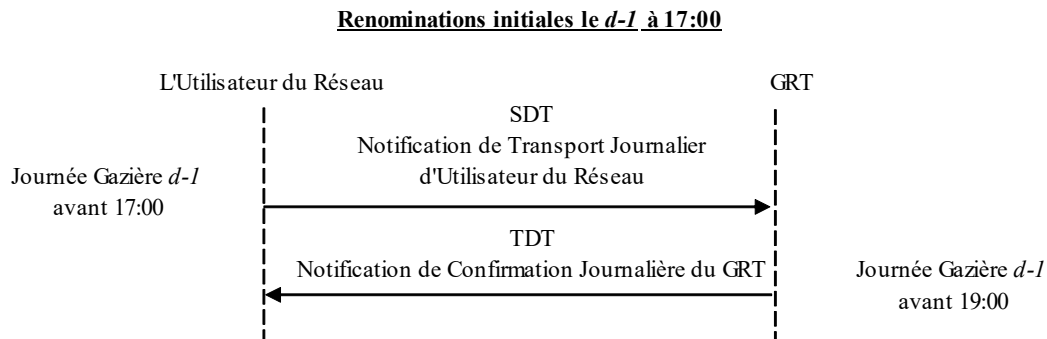 Renominations initiales le d-1 à 17:00
L'Utilisateur du Réseau
GRT
SDT
Notification de Transport Journalier
d'Utilisateur du Réseau
Journée Gazière d-1
avant 17:00
TDT
Notification de Confirmation Journalière du GRT
Journée Gazière d-1
avant 19:00